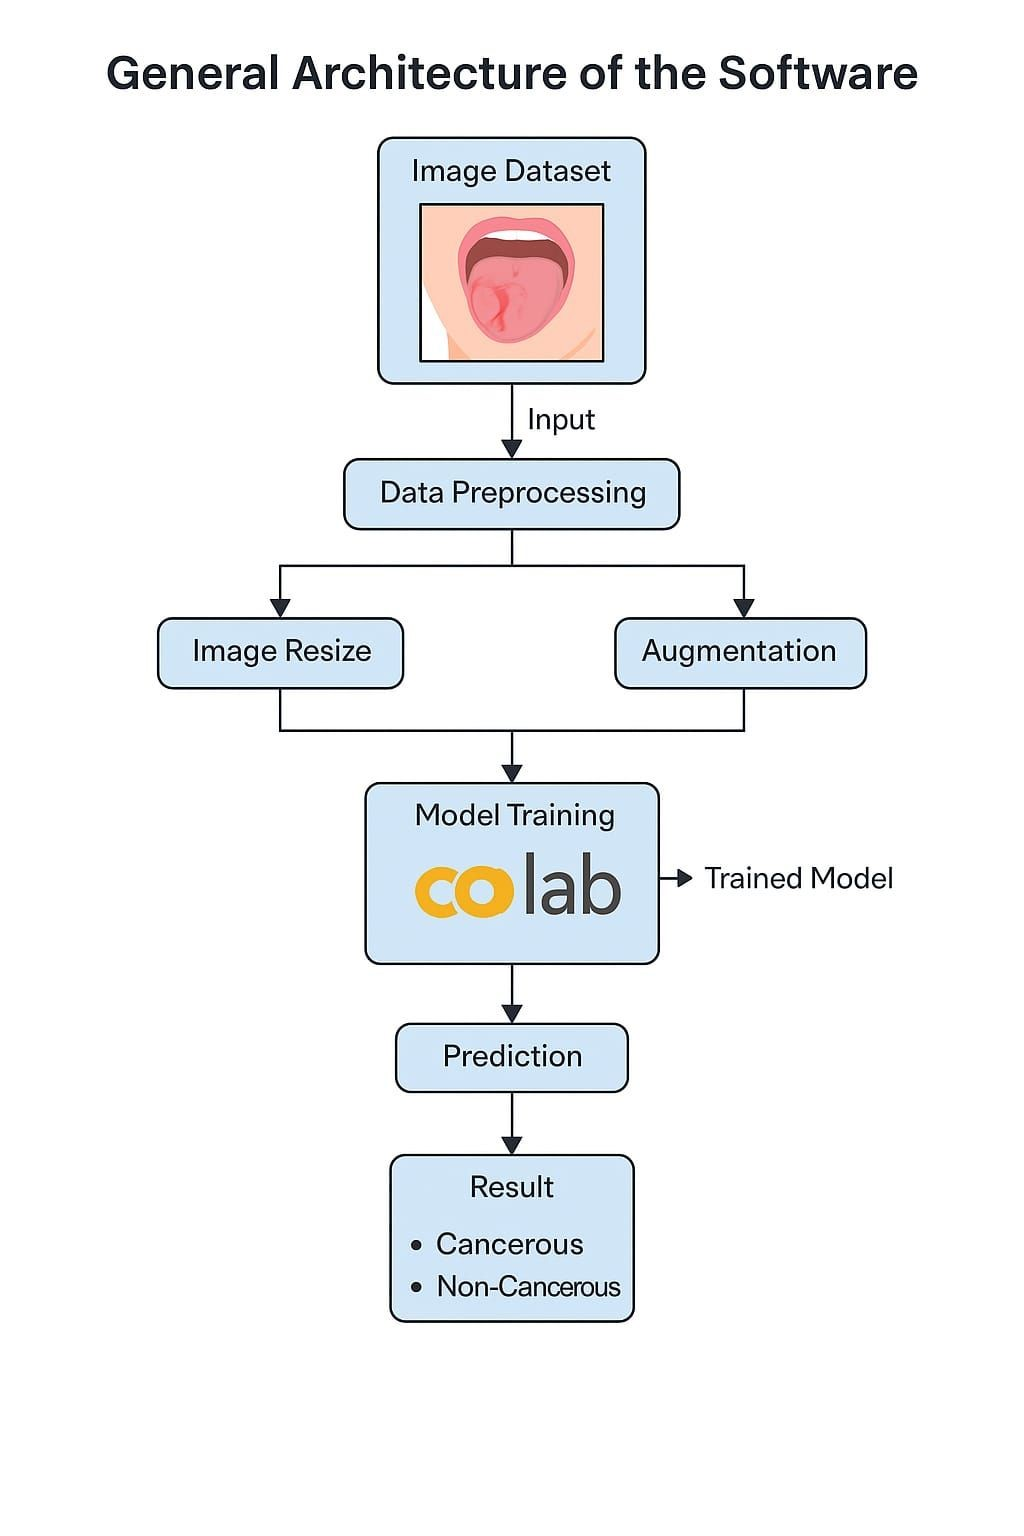 General Architecture of the Software
Image Dataset
Input
Data Preprocessing
Image Resize
Augmentation
Model Training
colab
Trained Model
Prediction
Result
• Cancerous
• Non-Cancerous